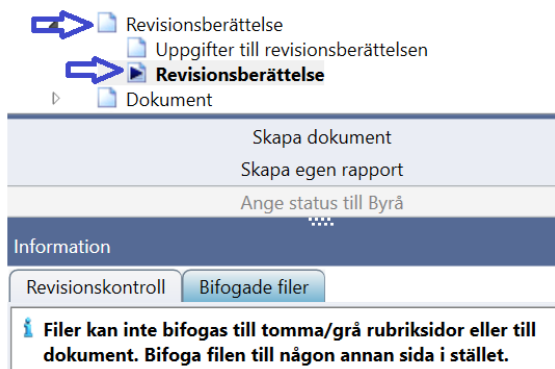 Revisionsberättelse
Uppgifter till revisionsberättelsen
Revisionsberättelse
Dokument
Skapa dokument
Skapa egen rapport
Ange status till Byrå
Information
Revisionskontroll Bifogade filer
Filer kan inte bifogas till tomma/grå rubriksidor eller till
dokument. Bifoga filen till någon annan sida i stället.